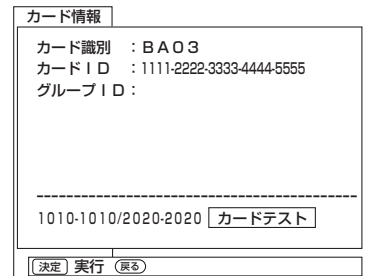 カード情報
カード識別　：ＢＡ０３
カードＩＤ　：1111-2222-3333-4444-5555
グループＩＤ：
1010-1010/2020-2020 カードテスト
決定 実行 戻る